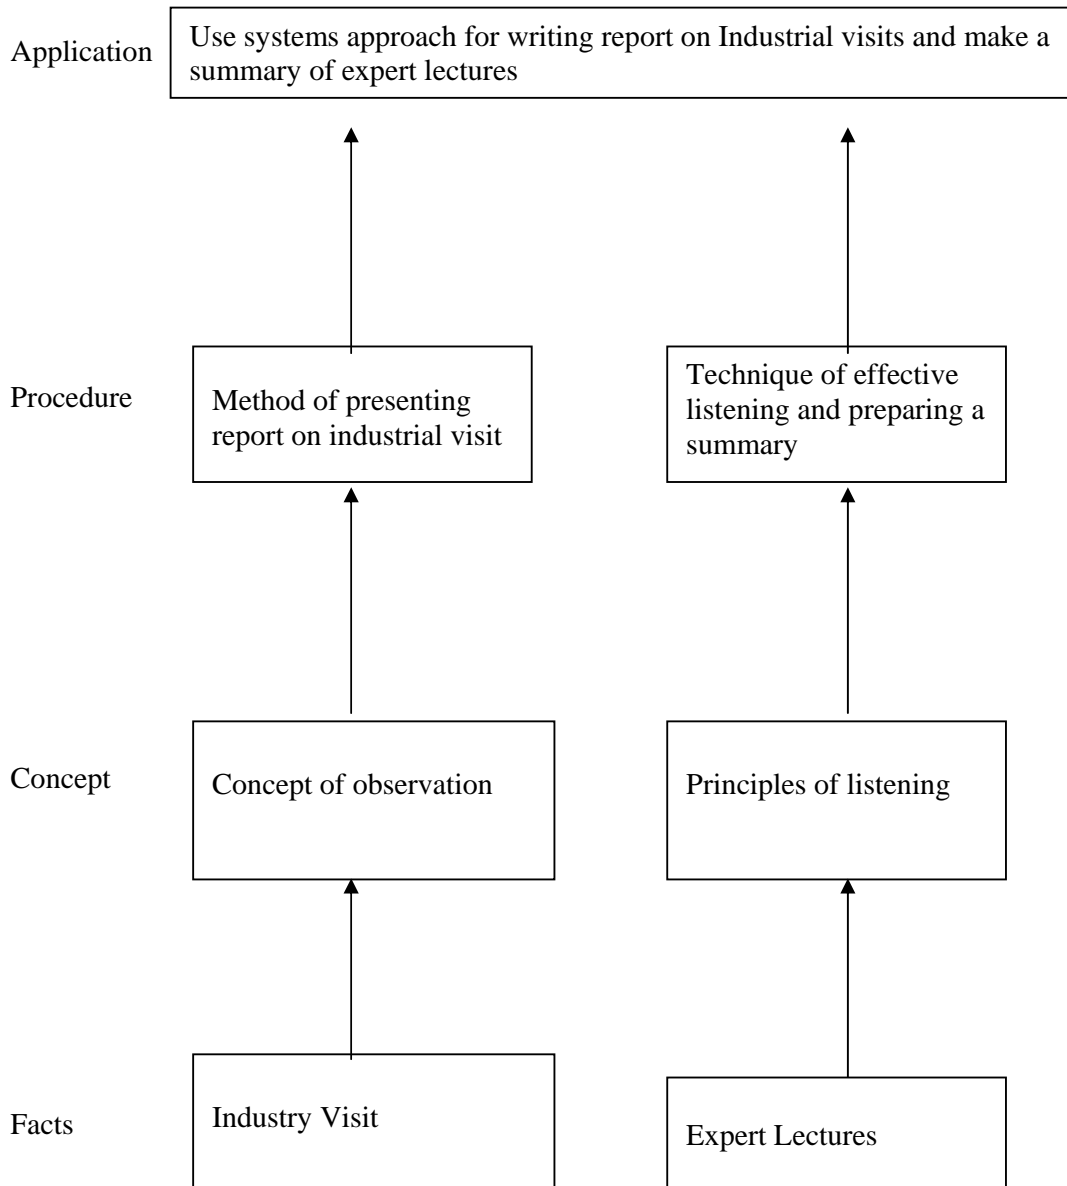 Application
Use systems approach for writing report on Industrial visits and make a
summary of expert lectures
Procedure
Method of presenting
report on industrial visit
Technique of effective
listening and preparing a
summary
Concept
Concept of observation
Principles of listening
Facts
Industry Visit
Expert Lectures